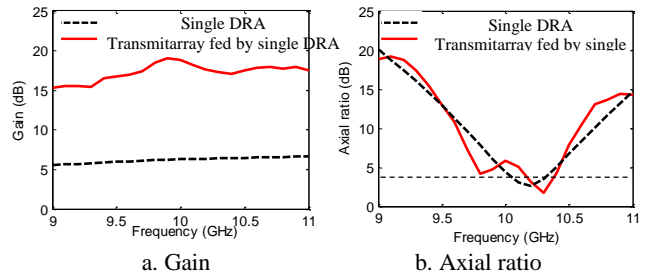 Single DRA
Transmitarray fed by single DRA
25
20
15
10
5
0
Gain (dB)
9
9.5
10
10.5
11
Frequency (GHz)
a. Gain
Single DRA
Transmitarray fed by single
25
20
15
10
5
0
Axial ratio (dB)
9
9.5
10
10.5
11
Frequency (GHz)
b. Axial ratio